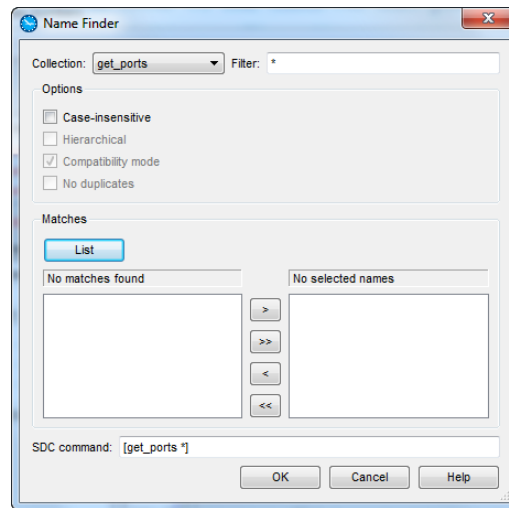 Name Finder
Collection: get_ports Filter: *
Options
Case-insensitive
Hierarchical
Compatibility mode
No duplicates
Matches
List
No matches found No selected names
>
>>
<
<<
SDC command: [get_ports *]
OK Cancel Help